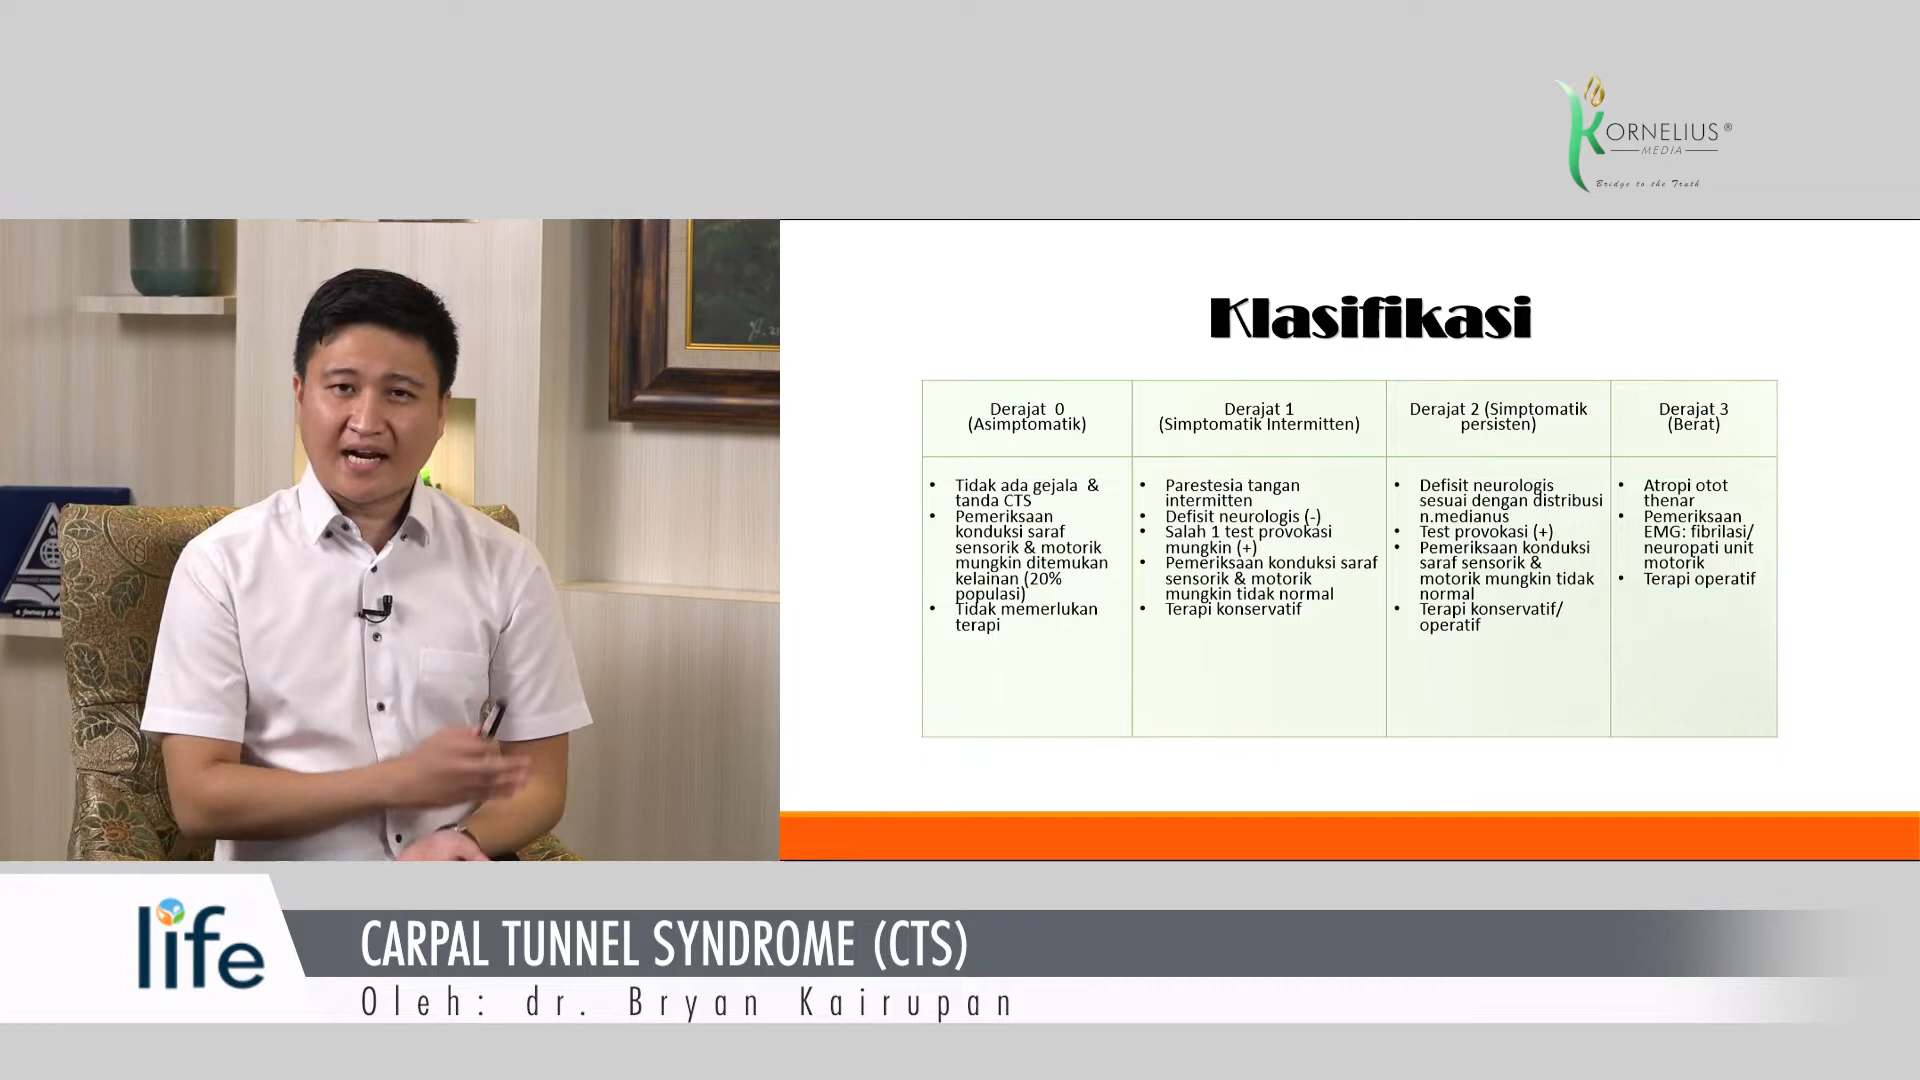 KORNELIUS®
MEDIA
Bridge to the Truth
Klasifikasi
Derajat 0
(Asimptomatik)
Derajat 1
(Simptomatik Intermitten)
Derajat 2 (Simptomatik
persisten)
Derajat 3
(Berat)
• Tidak ada gejala &
tanda CTS
• Pemeriksaan
konduksi saraf
sensorik & motorik
mungkin ditemukan
kelainan (20%
populasi)
• Tidak memerlukan
terapi
• Parestesia tangan
intermitten
• Defisit neurologis (-)
• Salah 1 test provokasi
mungkin (+)
• Pemeriksaan konduksi saraf
sensorik & motorik
mungkin tidak normal
• Terapi konservatif
• Defisit neurologis
sesuai dengan distribusi
n.medianus
• Test provokasi (+)
• Pemeriksaan konduksi
saraf sensorik &
motorik mungkin tidak
normal
• Terapi konservatif/
operatif
• Atropi otot
thenar
• Pemeriksaan
EMG: fibrilasi/
neuropati unit
motorik
• Terapi operatif
life
CARPAL TUNNEL SYNDROME (CTS)
Oleh: dr. Bryan Kairupan